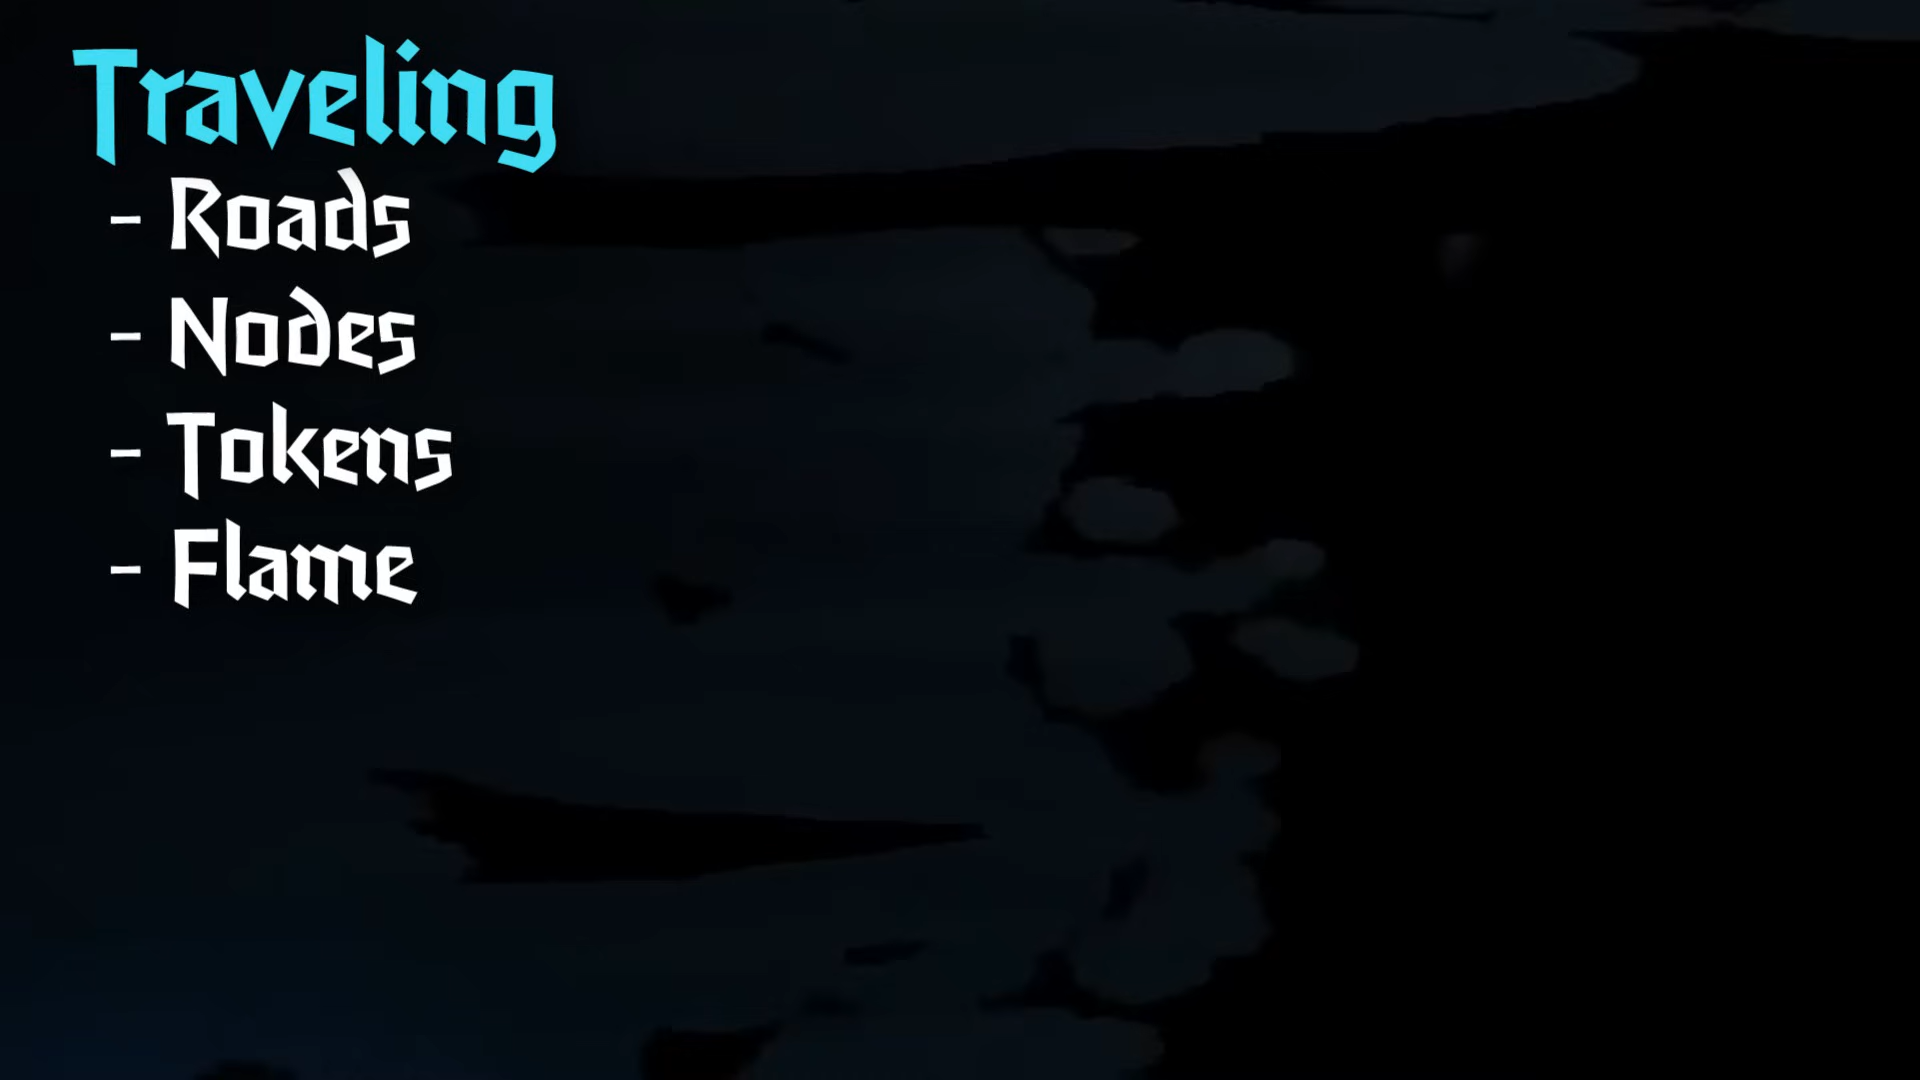 Traveling
- Roads
- Nodes
- Tokens
- Flame